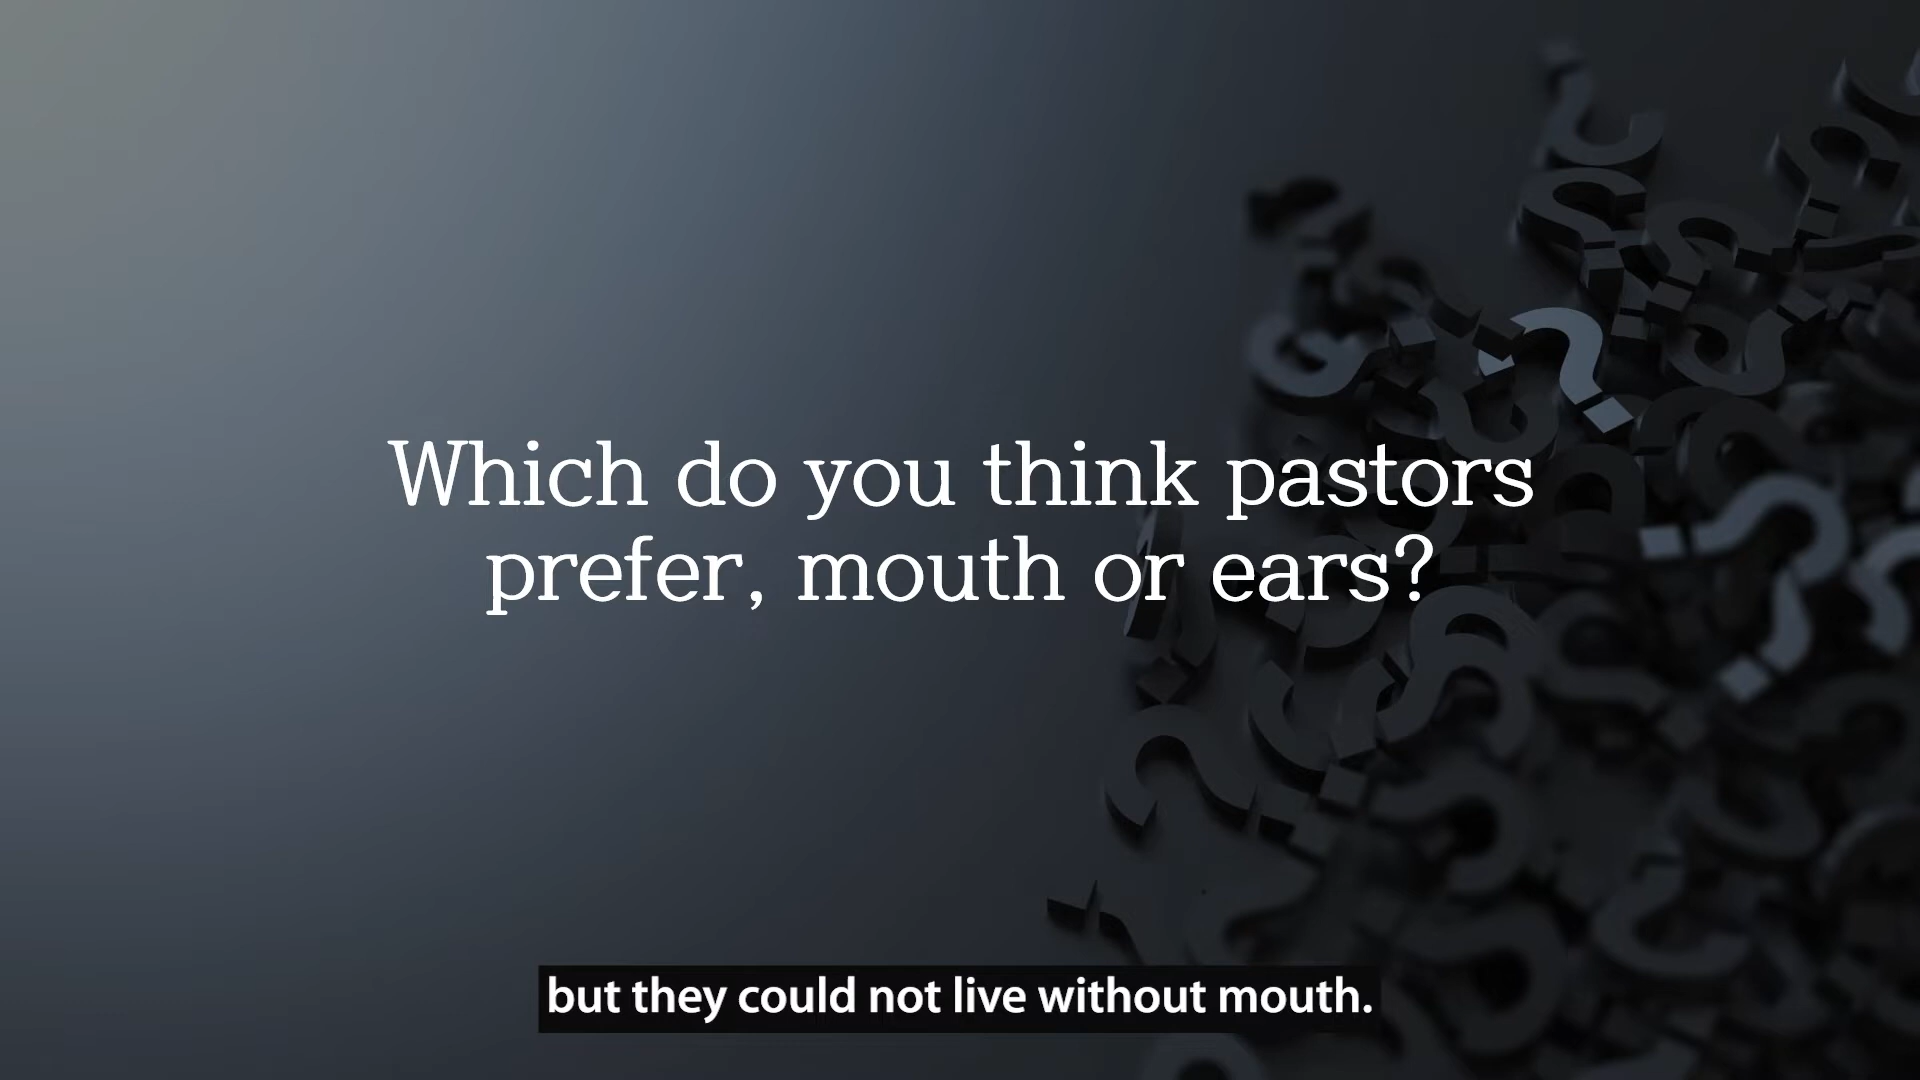 Which do you think pastors
prefer, mouth or ears?
but they could not live without mouth.